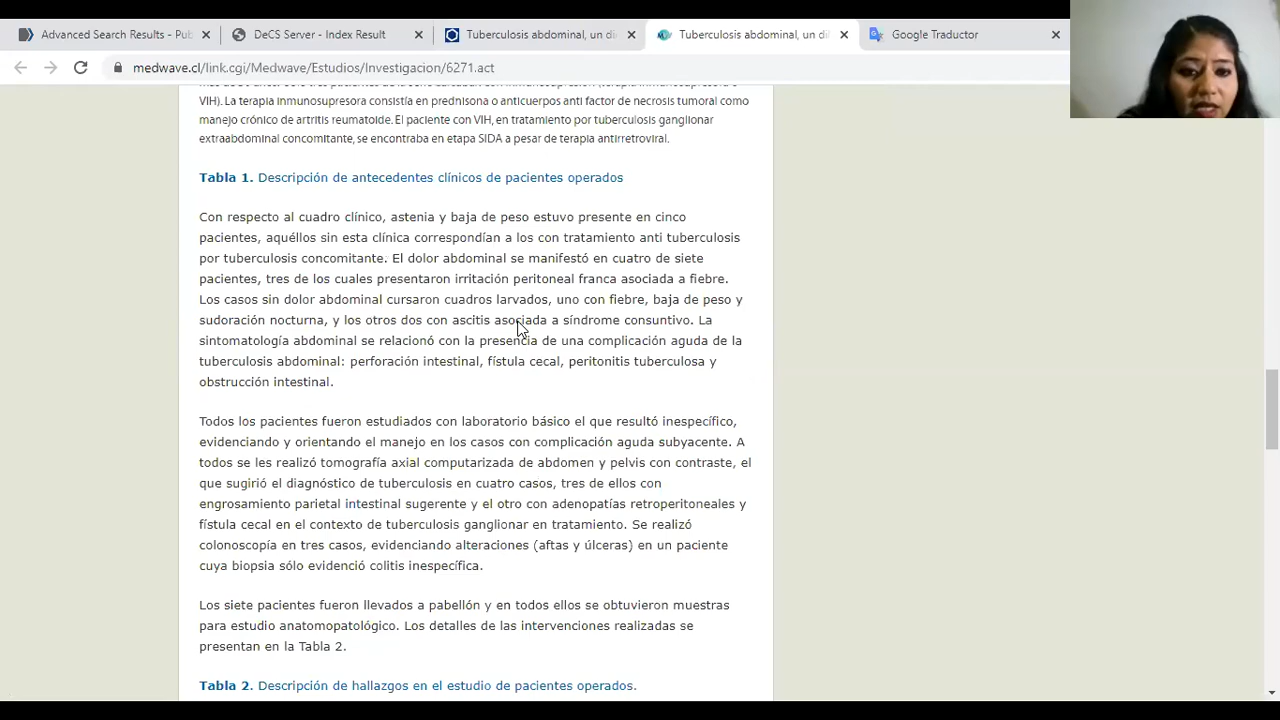 Advanced Search Results - Pub
DeCS Server - Index Result
Tuberculosis abdominal, un di
Tuberculosis abdominal, un di
Google Traductor
medwave.cl/link.cgi/Medwave/Estudios/Investigacion/6271.act
VIH). La terapia inmunosupresora consistía en prednisona o anticuerpos anti factor de necrosis tumoral como
manejo crónico de artritis reumatoide. El paciente con VIH, en tratamiento por tuberculosis ganglionar
extraabdominal concomitante, se encontraba en etapa SIDA a pesar de terapia antirretroviral.
Tabla 1. Descripción de antecedentes clínicos de pacientes operados
Con respecto al cuadro clínico, astenia y baja de peso estuvo presente en cinco
pacientes, aquéllos sin esta clínica correspondían a los con tratamiento anti tuberculosis
por tuberculosis concomitante. El dolor abdominal se manifestó en cuatro de siete
pacientes, tres de los cuales presentaron irritación peritoneal franca asociada a fiebre.
Los casos sin dolor abdominal cursaron cuadros larvados, uno con fiebre, baja de peso y
sudoración nocturna, y los otros dos con ascitis asociada a síndrome consuntivo. La
sintomatología abdominal se relacionó con la presencia de una complicación aguda de la
tuberculosis abdominal: perforación intestinal, fístula cecal, peritonitis tuberculosa y
obstrucción intestinal.
Todos los pacientes fueron estudiados con laboratorio básico el que resultó inespecífico,
evidenciando y orientando el manejo en los casos con complicación aguda subyacente. A
todos se les realizó tomografía axial computarizada de abdomen y pelvis con contraste, el
que sugirió el diagnóstico de tuberculosis en cuatro casos, tres de ellos con
engrosamiento parietal intestinal sugerente y el otro con adenopatías retroperitoneales y
fístula cecal en el contexto de tuberculosis ganglionar en tratamiento. Se realizó
colonoscopía en tres casos, evidenciando alteraciones (aftas y úlceras) en un paciente
cuya biopsia sólo evidenció colitis inespecífica.
Los siete pacientes fueron llevados a pabellón y en todos ellos se obtuvieron muestras
para estudio anatomopatológico. Los detalles de las intervenciones realizadas se
presentan en la Tabla 2.
Tabla 2. Descripción de hallazgos en el estudio de pacientes operados.